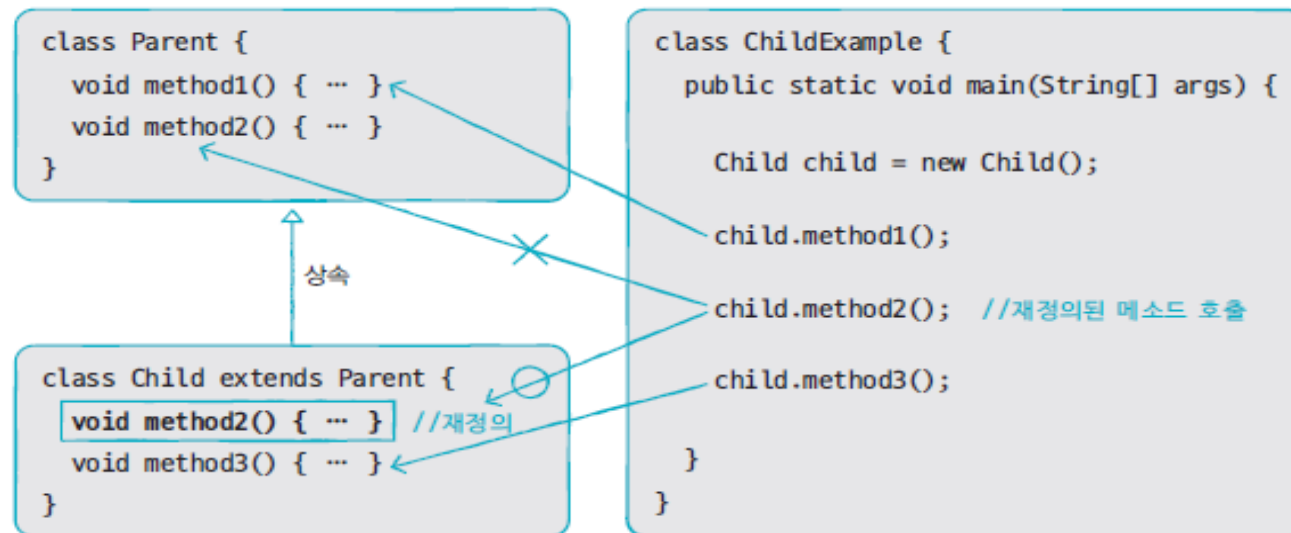 class Parent {
void method1() { ··· }
void method2() { ··· }
}
상속
class Child extends Parent {
void method2() { ··· } //재정의
void method3() { ··· }
}
class ChildExample {
public static void main(String[] args) {
Child child = new Child();
child.method1();
child.method2(); //재정의된 메소드 호출
child.method3();
}
}